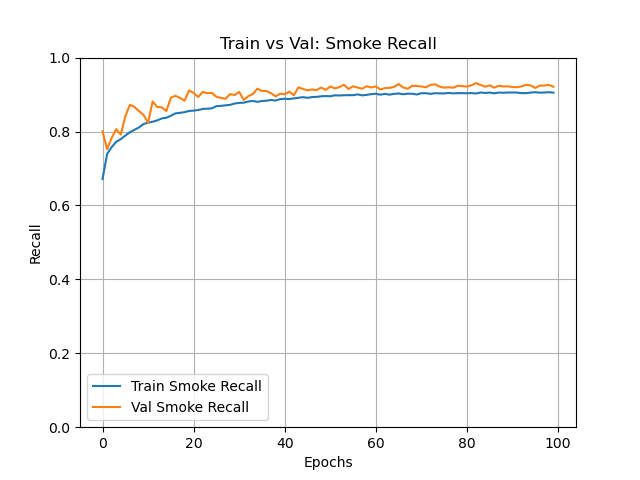 Train vs Val: Smoke Recall
1.0
0.8
0.6
0.4
0.2
0.0
Recall
Train Smoke Recall
Val Smoke Recall
0 20 40 60 80 100
Epochs